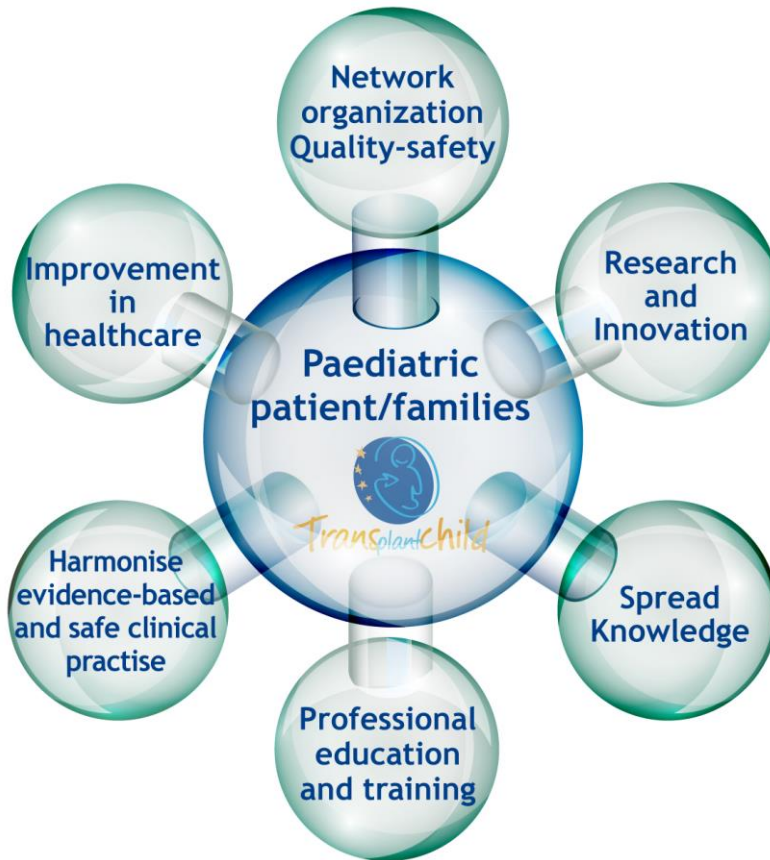 Network
organization
Quality-safety
Improvement
in
healthcare
Research
and
Innovation
Paediatric
patient/families
Transplantchild
Harmonise
evidence-based
and safe clinical
practise
Spread
Knowledge
Professional
education
and training